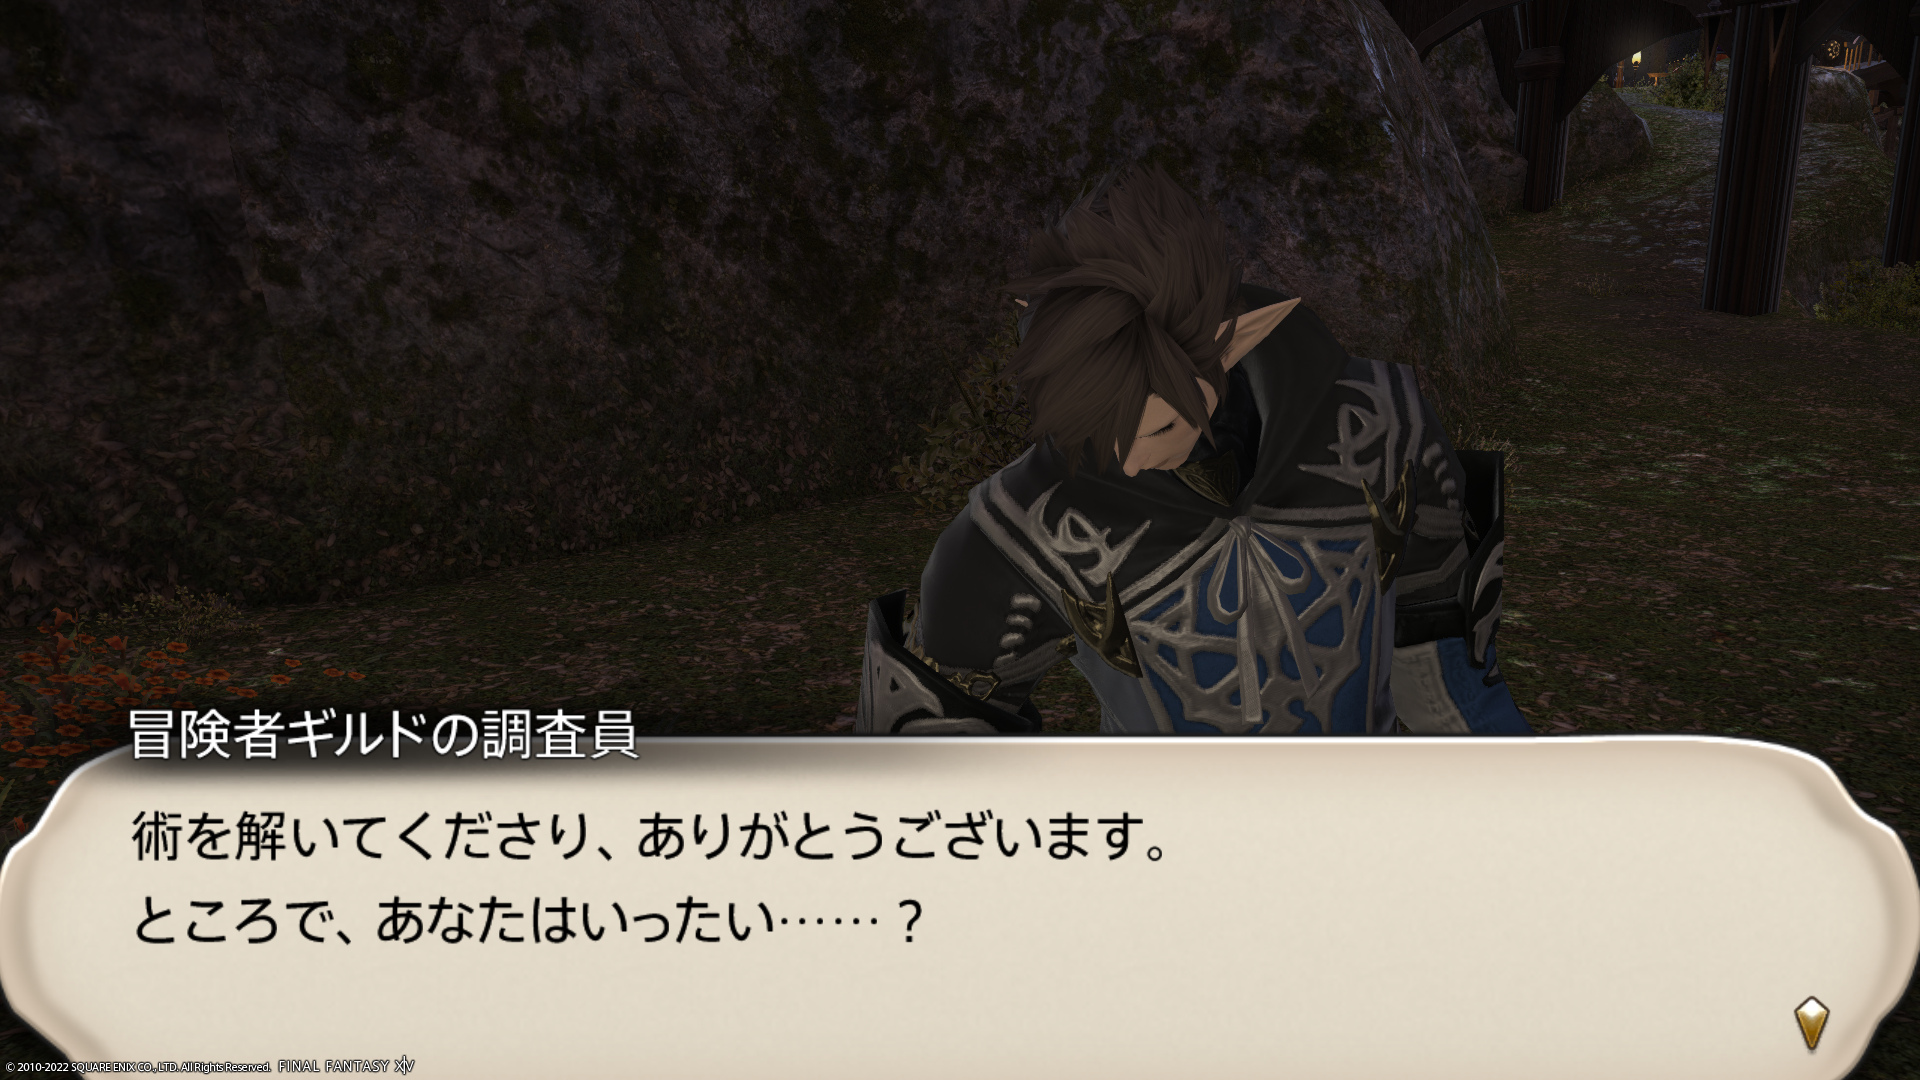 冒険者ギルドの調査員
術を解いてくださり、ありがとうございます。
ところで、あなたはいったい……？
© 2010-2022 SQUARE ENIX CO., LTD. All Rights Reserved. FINAL FANTASY XIV